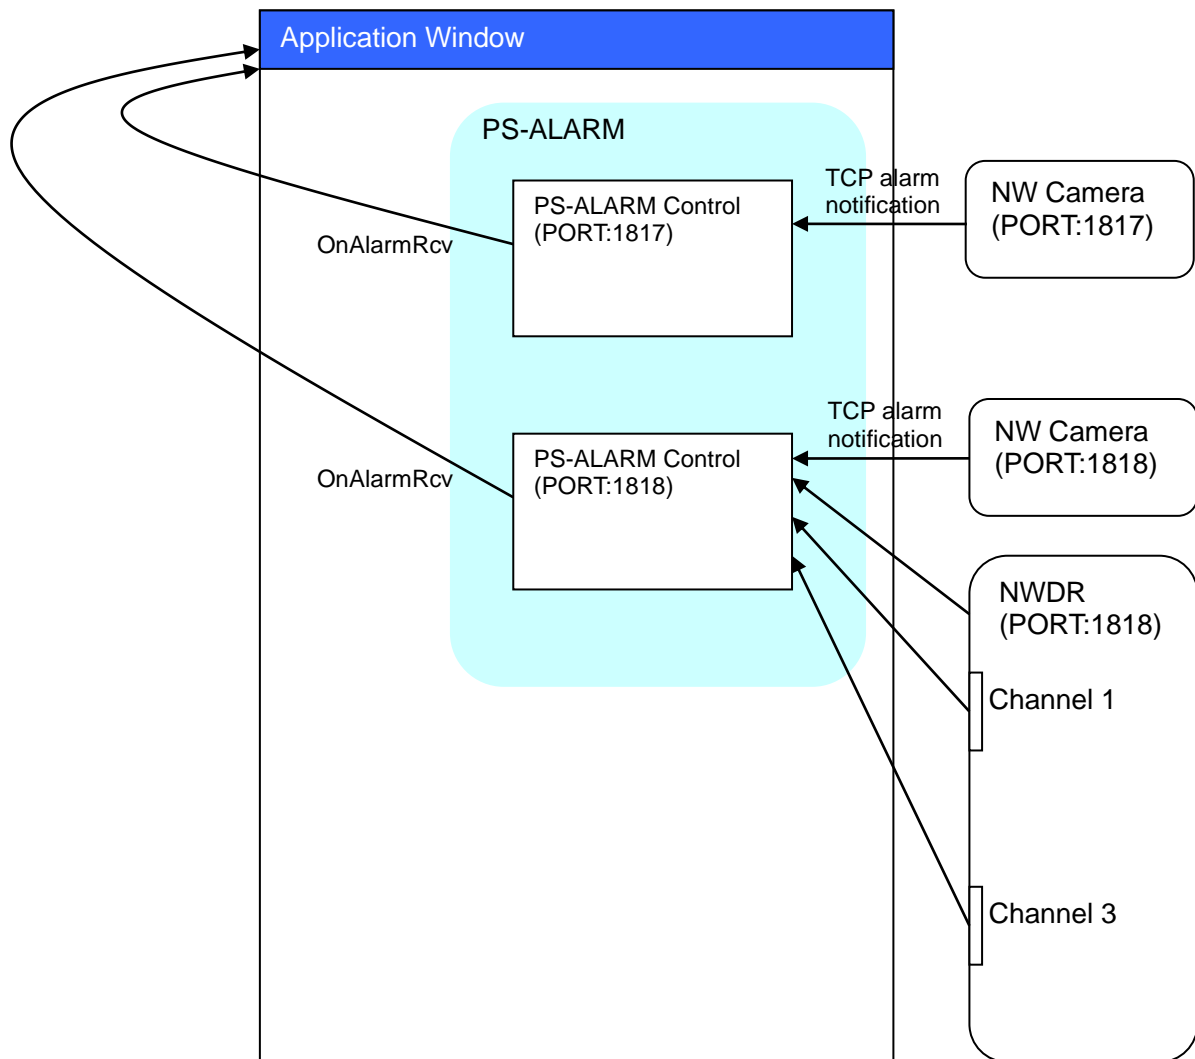 Application Window
PS-ALARM
PS-ALARM Control
(PORT:1817)
OnAlarmRcv
TCP alarm
notification
NW Camera
(PORT:1817)
PS-ALARM Control
(PORT:1818)
OnAlarmRcv
TCP alarm
notification
NW Camera
(PORT:1818)
NWDR
(PORT:1818)
Channel 1
Channel 3